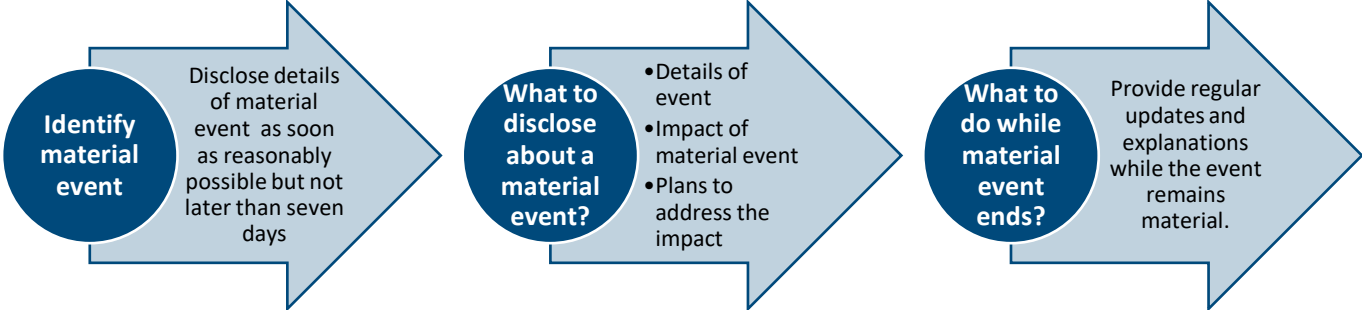 Identify
material
event
Disclose details
of material
event  as soon
as reasonably
possible but not
later than seven
days
What to
disclose
about a
material
event?
•Details of
event
•Impact of
material event
•Plans to
address the
impact
What to
do while
material
event
ends?
Provide regular
updates and
explanations
while the event
remains
material.